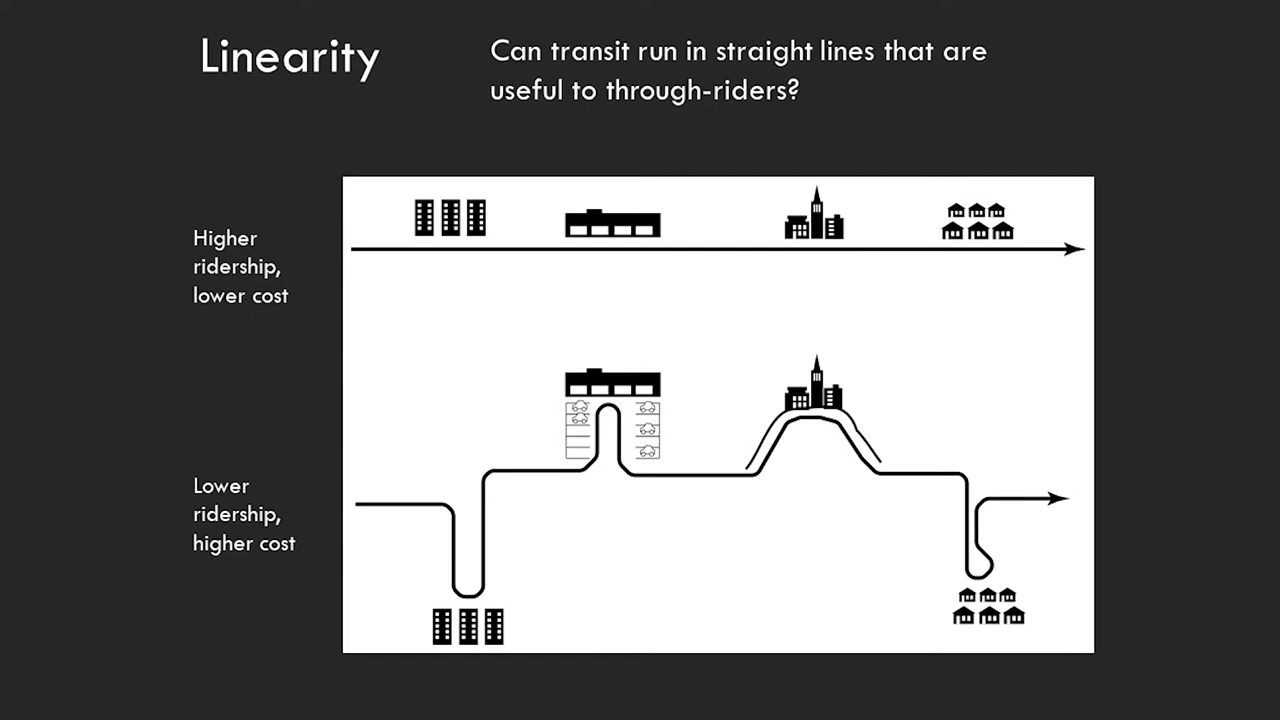 Linearity
Can transit run in straight lines that are
useful to through-riders?
Higher
ridership,
lower cost
Lower
ridership,
higher cost